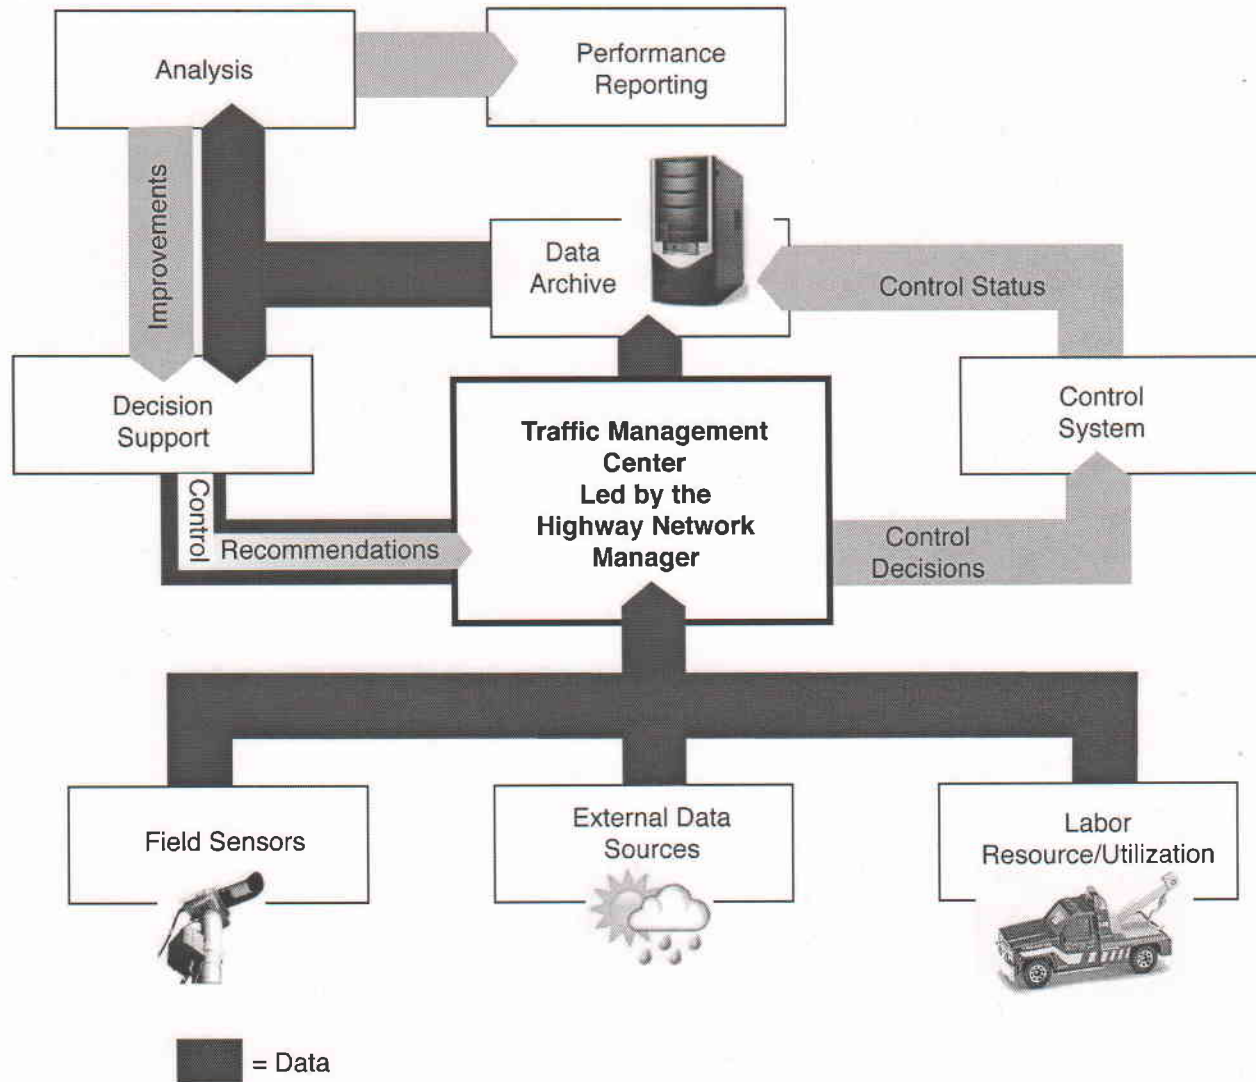 Analysis
Performance
Reporting
Improvements
Data
Archive
Control Status
Decision
Support
Traffic Management
Center
Led by the
Highway Network
Manager
Control
System
Control
Recommendations
Control
Decisions
Field Sensors
External Data
Sources
Labor
Resource/Utilization
= Data